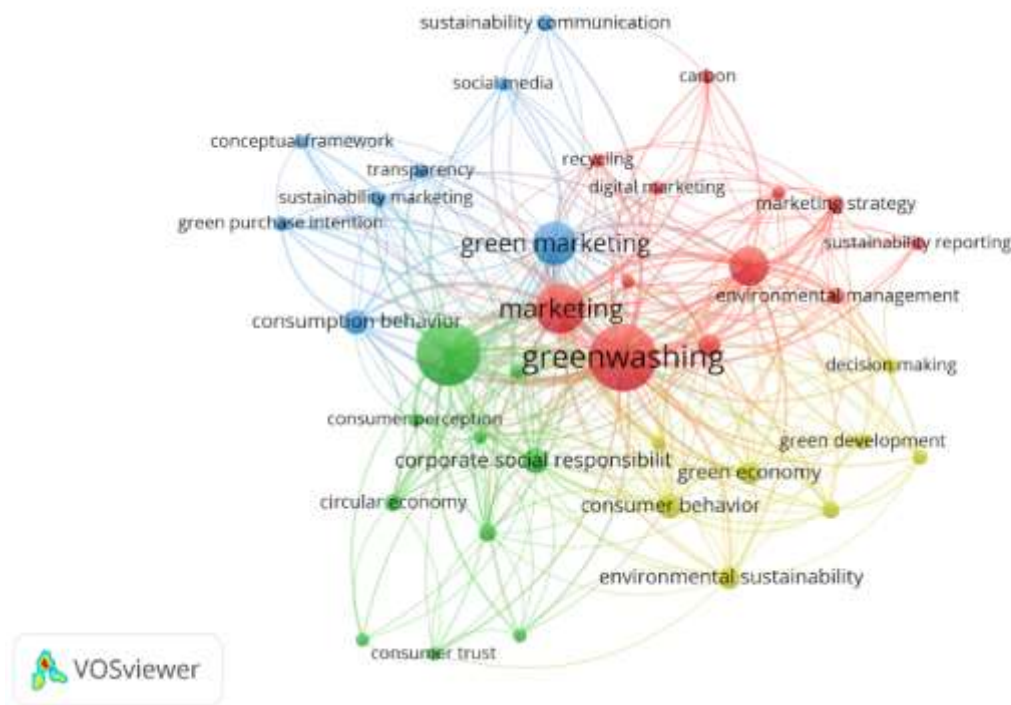 sustainability communication
social media
carbon
conceptual framework
transparency
recycling
digital marketing
sustainability marketing
marketing strategy
green purchase intention
green marketing
sustainability reporting
environmental management
marketing
consumption behavior
greenwashing
decision making
consumer perception
green development
corporate social responsibilit
green economy
circular economy
consumer behavior
environmental sustainability
consumer trust
VOSviewer